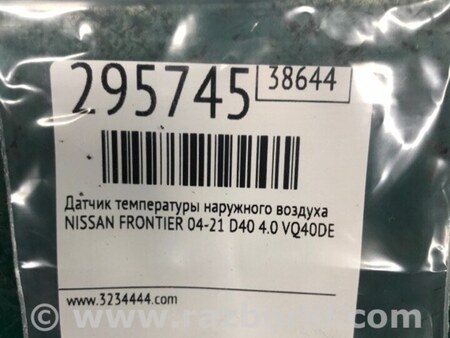 295745
38644
Датчик температуры наружного воздуха
NISSAN FRONTIER 04-21 D40 4.0 VQ40DE
www.3234444.com